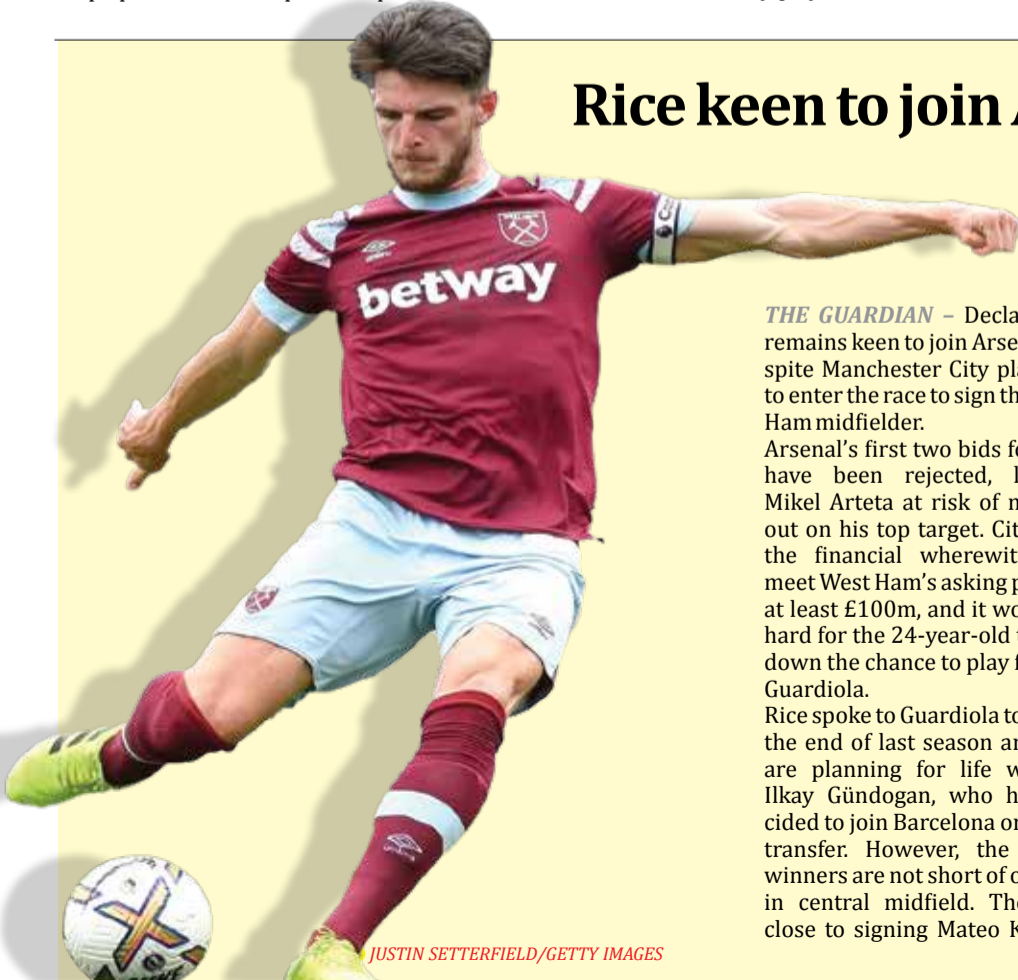 Rice keen to join
betway
THE GUARDIAN – Decla
remains keen to join Arse
spite Manchester City pla
to enter the race to sign th
Ham midfielder.
Arsenal's first two bids f
have been rejected, l
Mikel Arteta at risk of m
out on his top target. Cit
the financial wherewit
meet West Ham's asking p
at least £100m, and it wo
hard for the 24-year-old t
down the chance to play f
Guardiola.
Rice spoke to Guardiola to
the end of last season a
are planning for life w
Ilkay Gündogan, who h
cided to join Barcelona o
transfer. However, the
winners are not short of o
in central midfield. The
close to signing Mateo K
JUSTIN SETTERFIELD/GETTY IMAGES